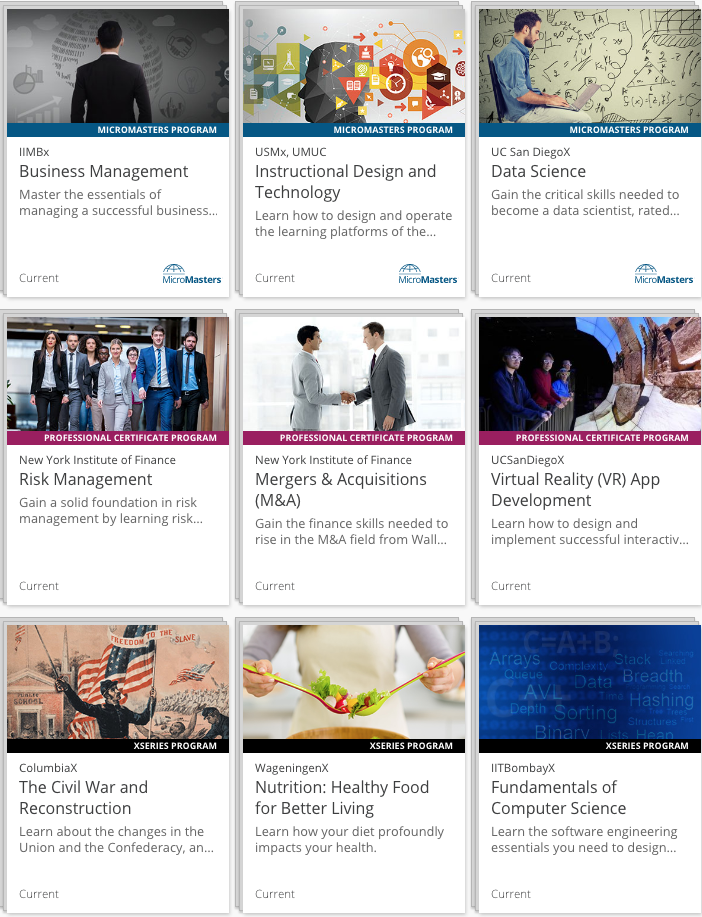 MICROMASTERS PROGRAM
IIMBx
Business Management
Master the essentials of
managing a successful business...
Current
MicroMasters
MICROMASTERS PROGRAM
USMx, UMUC
Instructional Design and
Technology
Learn how to design and operate
the learning platforms of the...
Current
MicroMasters
MICROMASTERS PROGRAM
UC San DiegoX
Data Science
Gain the critical skills needed to
become a data scientist, rated...
Current
MicroMasters
PROFESSIONAL CERTIFICATE PROGRAM
New York Institute of Finance
Risk Management
Gain a solid foundation in risk
management by learning risk...
Current
PROFESSIONAL CERTIFICATE PROGRAM
New York Institute of Finance
Mergers & Acquisitions
(M&A)
Gain the finance skills needed to
rise in the M&A field from Wall...
Current
PROFESSIONAL CERTIFICATE PROGRAM
UCSanDiegoX
Virtual Reality (VR) App
Development
Learn how to design and
implement successful interactiv...
Current
FREEDOM TO THE SLAVE
PUBLIC
SCHOOL
XSERIES PROGRAM
ColumbiaX
The Civil War and
Reconstruction
Learn about the changes in the
Union and the Confederacy, an...
Current
XSERIES PROGRAM
WageningenX
Nutrition: Healthy Food
for Better Living
Learn how your diet profoundly
impacts your health.
Current
C=A+B;
Arrays Stack Searching
Queue Complexity Linked
Data Breadth
AVL Time Search
Depth Hashing
Sorting Structures
Binary Lists Heap
XSERIES PROGRAM
IITBombayX
Fundamentals of
Computer Science
Learn the software engineering
essentials you need to design...
Current